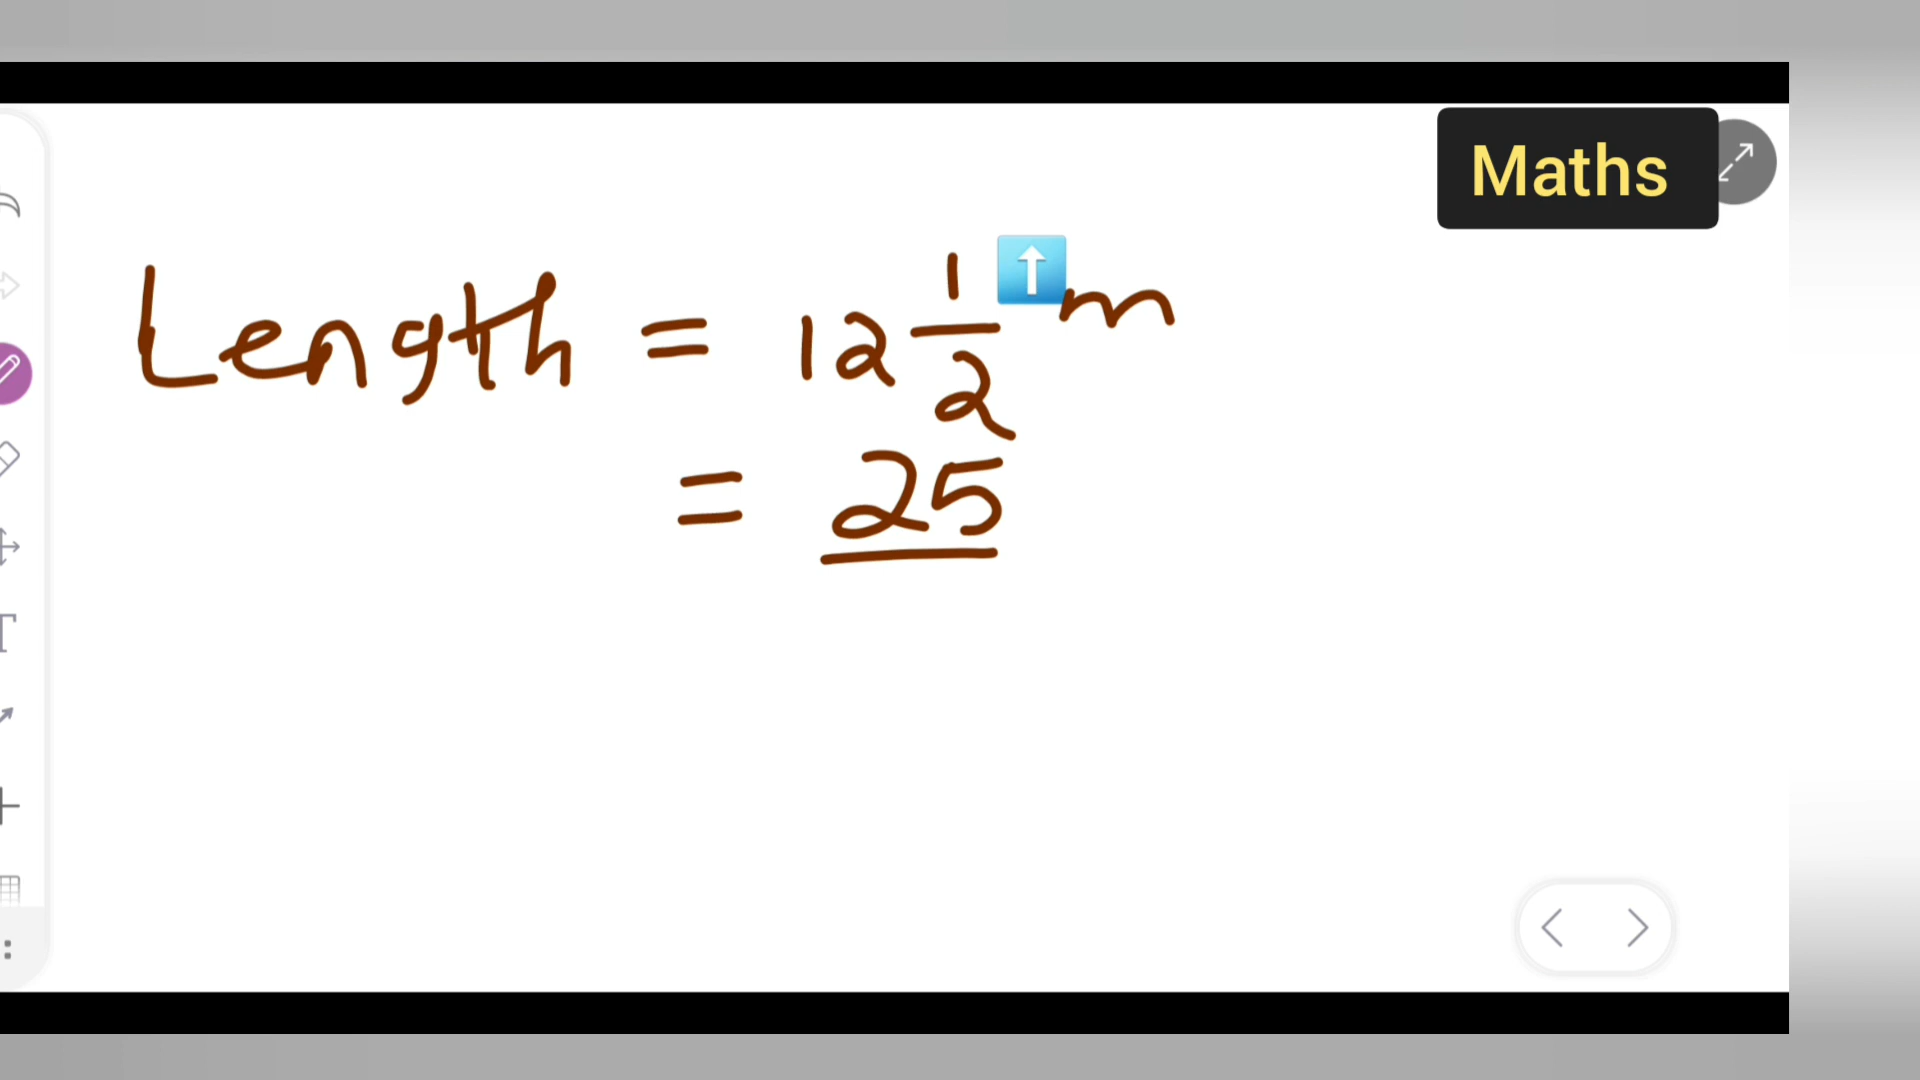 Maths
Length = 12 1/2 m
= 25